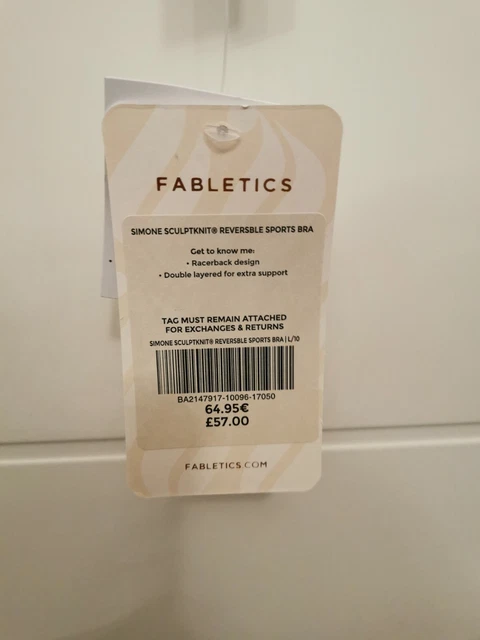 FABLETICS
SIMONE SCULPTKNIT® REVERSBLE SPORTS BRA
Get to know me:
• Racerback design
• Double layered for extra support
TAG MUST REMAIN ATTACHED
FOR EXCHANGES & RETURNS
SIMONE SCULPTKNIT® REVERSBLE SPORTS BRA | L/10
BA2147917-10096-17050
64.95€
£57.00
FABLETICS.COM